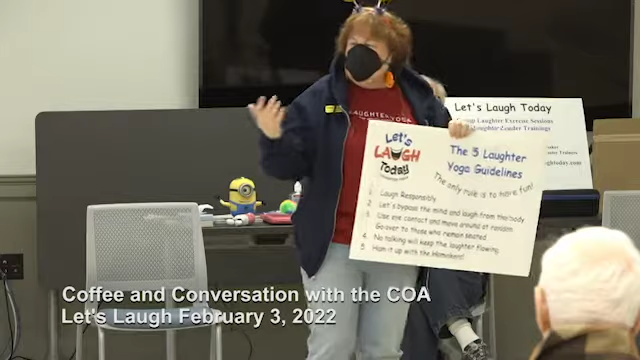 LAUGHTER YOGA
Let's Laugh Today
Group Laughter Exercise Sessions
Laughter Leader Trainings
Let's
LAUGH
Today
The 5 Laughter
Yoga Guidelines
The only rule is to have fun!
1 Laugh Responsibly
2 Let's bypass the mind and laugh from the body
3 Use eye contact and move around at random
Go over to those who remain seated
4. No talking will keep the laughter flowing
5 Ham it up with the Homakers!
Coffee and Conversation with the COA
Let's Laugh February 3, 2022